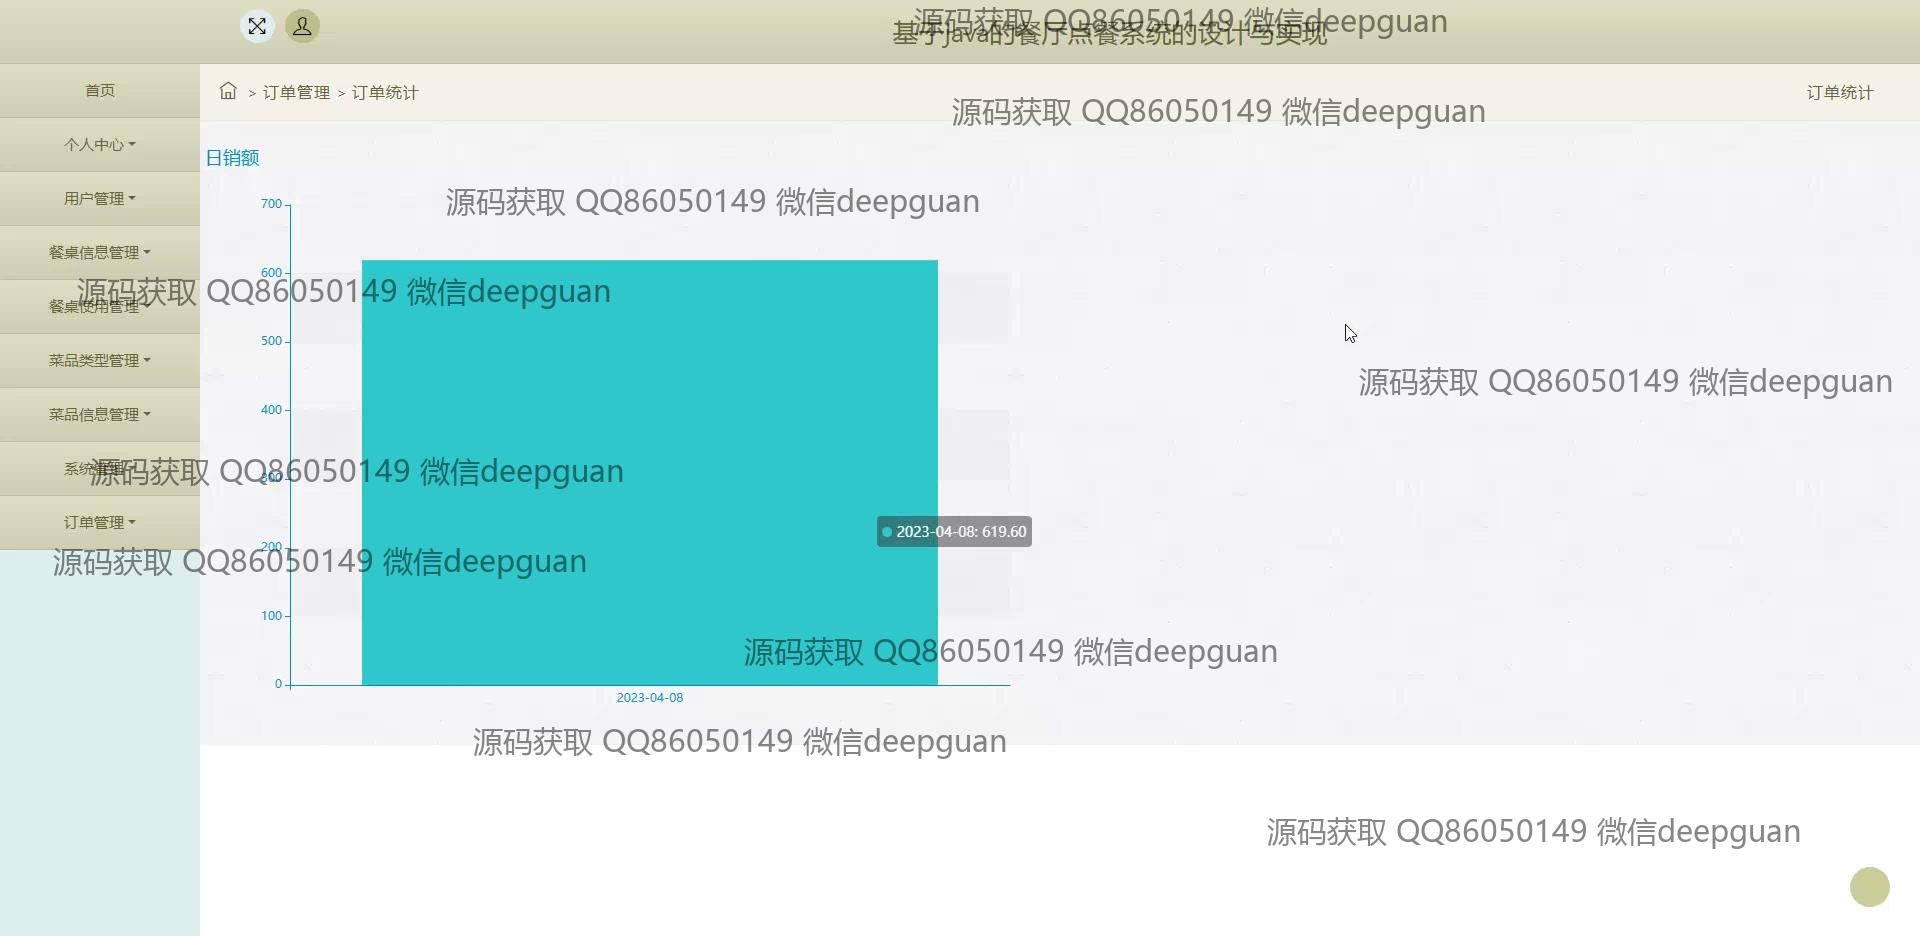 源码获取 QQ86050149 微信deepguan
基于java的餐厅点餐系统的设计与实现
首页
> 订单管理 > 订单统计
订单统计
源码获取 QQ86050149 微信deepguan
个人中心
日销额
用户管理
源码获取 QQ86050149 微信deepguan
700
餐桌信息管理
600
源码获取 QQ86050149 微信deepguan
餐桌使用管理
500
菜品类型管理
源码获取 QQ86050149 微信deepguan
400
菜品信息管理
系统管理
源码获取 QQ86050149 微信deepguan
300
订单管理
2023-04-08: 619.60
200
源码获取 QQ86050149 微信deepguan
100
源码获取 QQ86050149 微信deepguan
0
2023-04-08
源码获取 QQ86050149 微信deepguan
源码获取 QQ86050149 微信deepguan